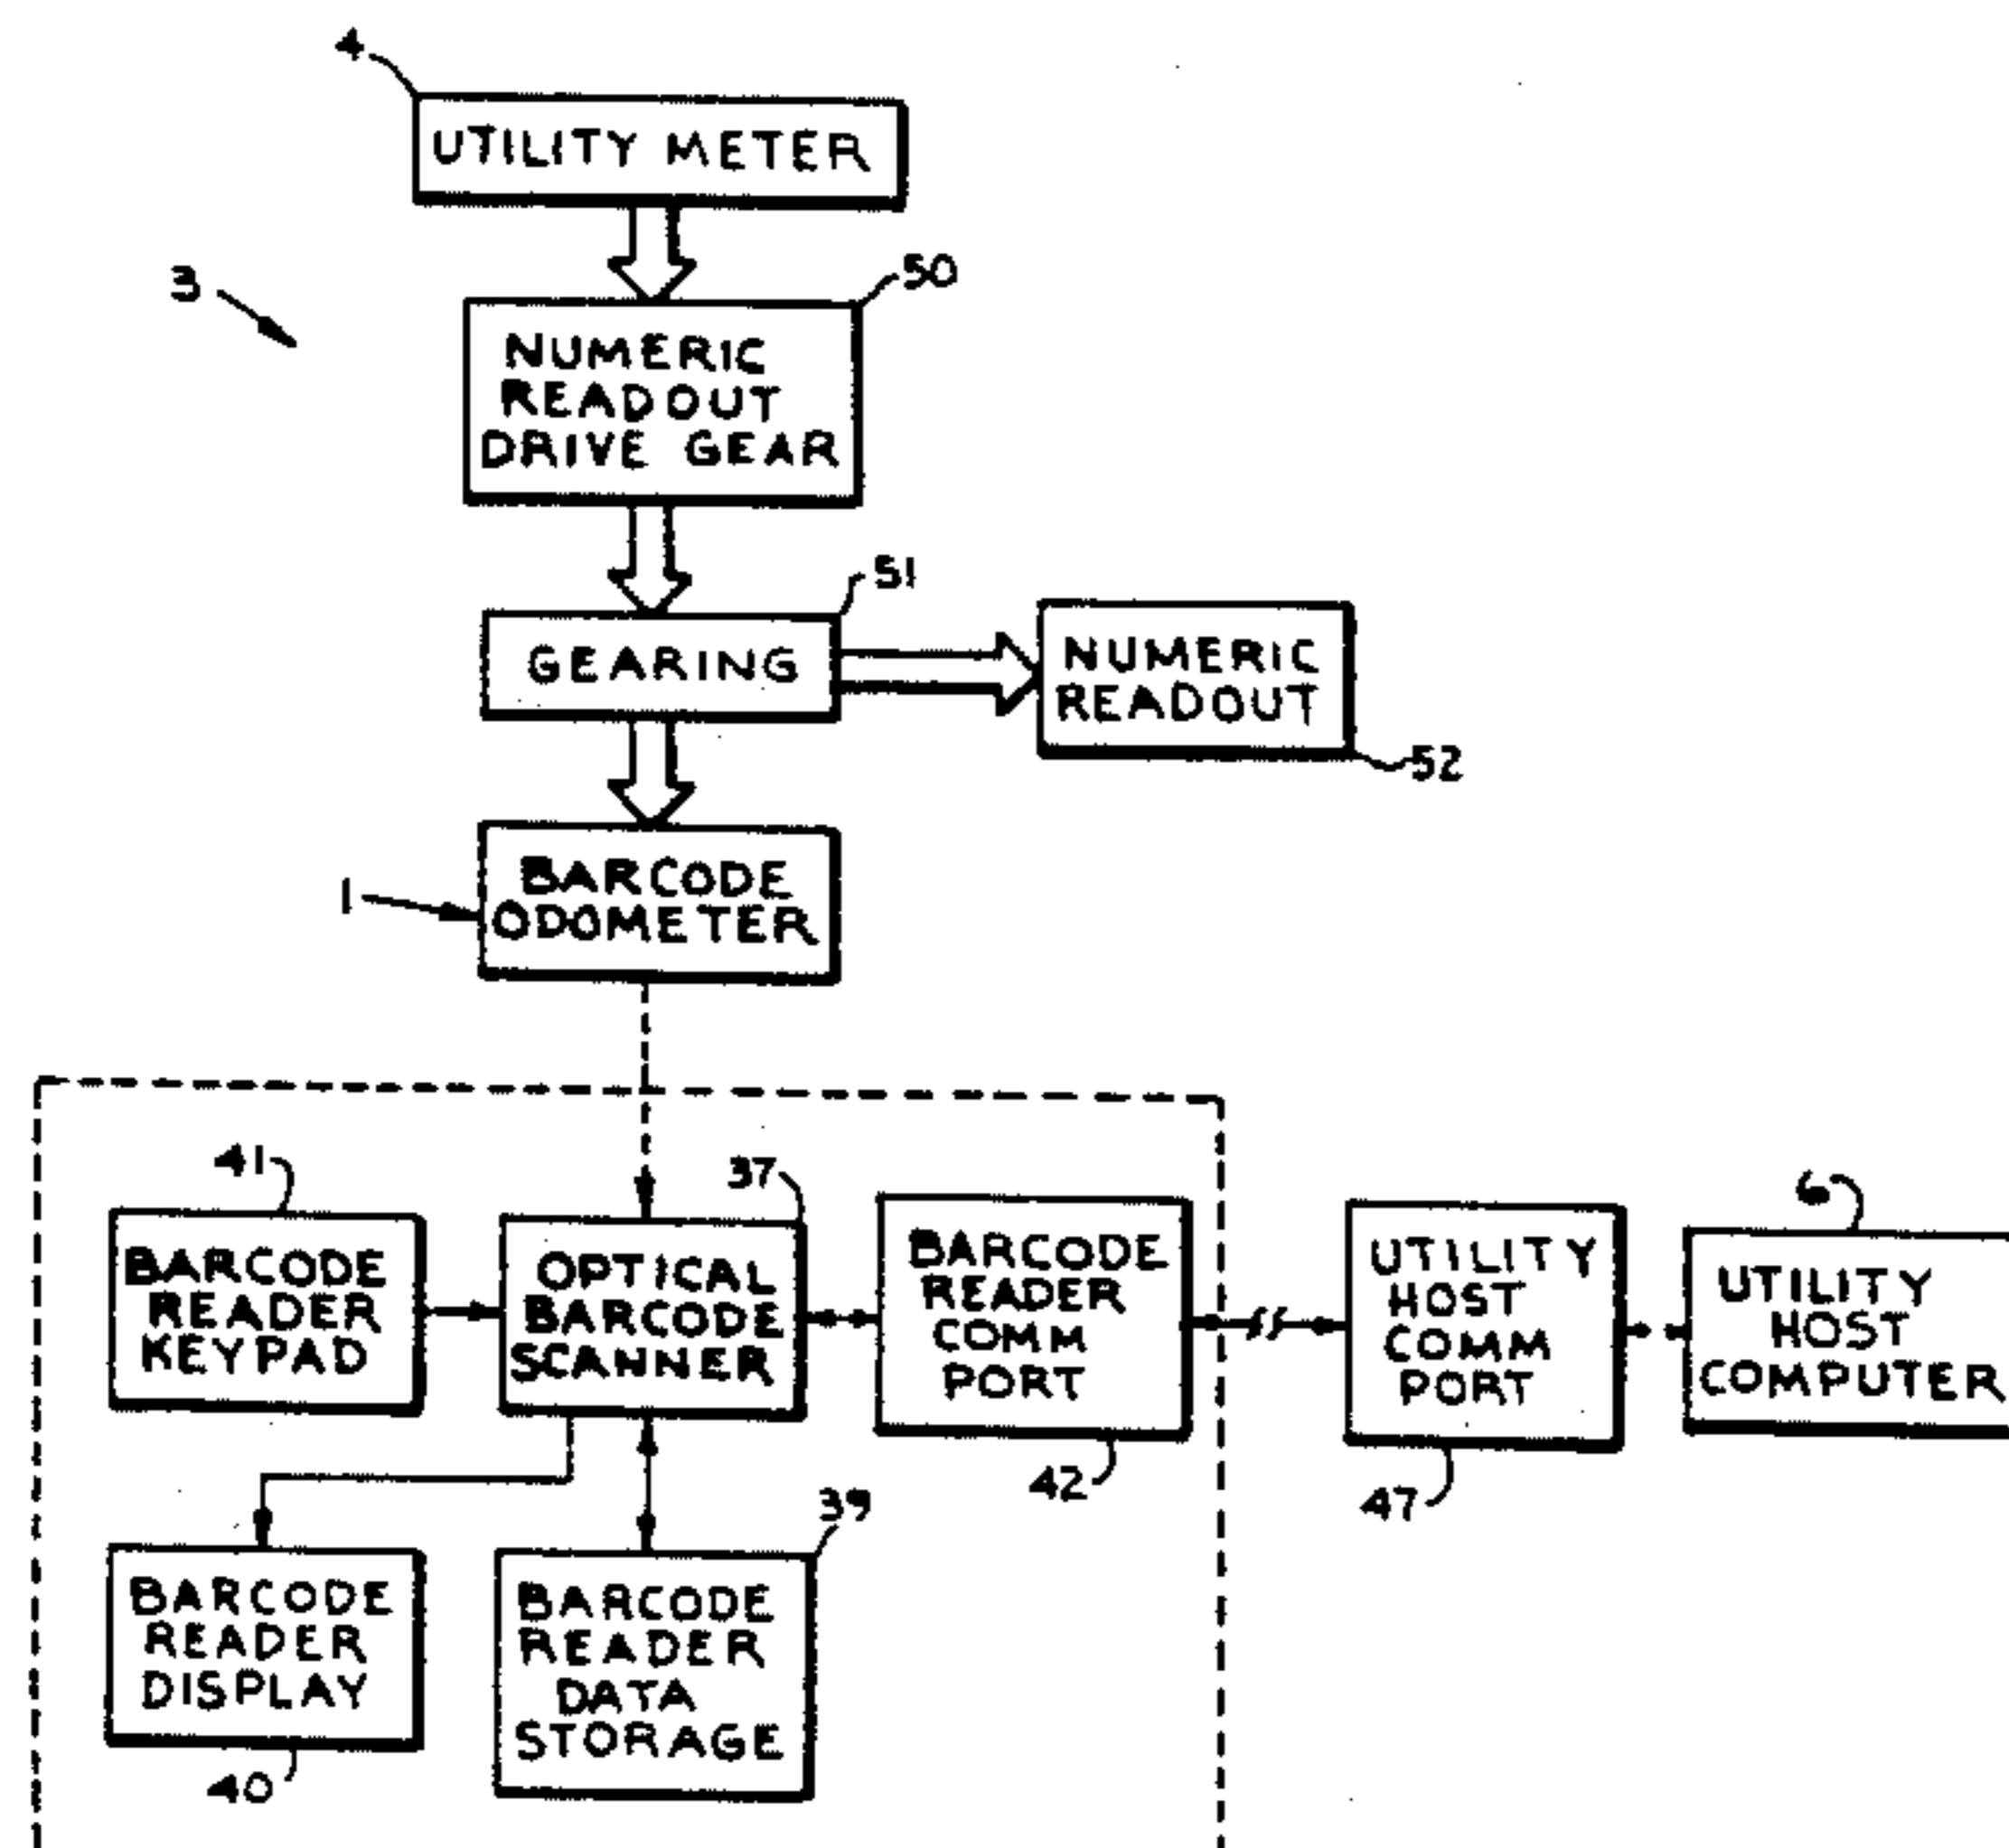 4
UTILITY METER
3
50
NUMERIC
READOUT
DRIVE GEAR
51
GEARING
NUMERIC
READOUT
52
1
BARCODE
ODOMETER
41
BARCODE
READER
KEYPAD
37
OPTICAL
BARCODE
SCANNER
BARCODE
READER
COMM
PORT
42
UTILITY
HOST
COMM
PORT
47
6
UTILITY
HOST
COMPUTER
BARCODE
READER
DISPLAY
40
39
BARCODE
READER
DATA
STORAGE